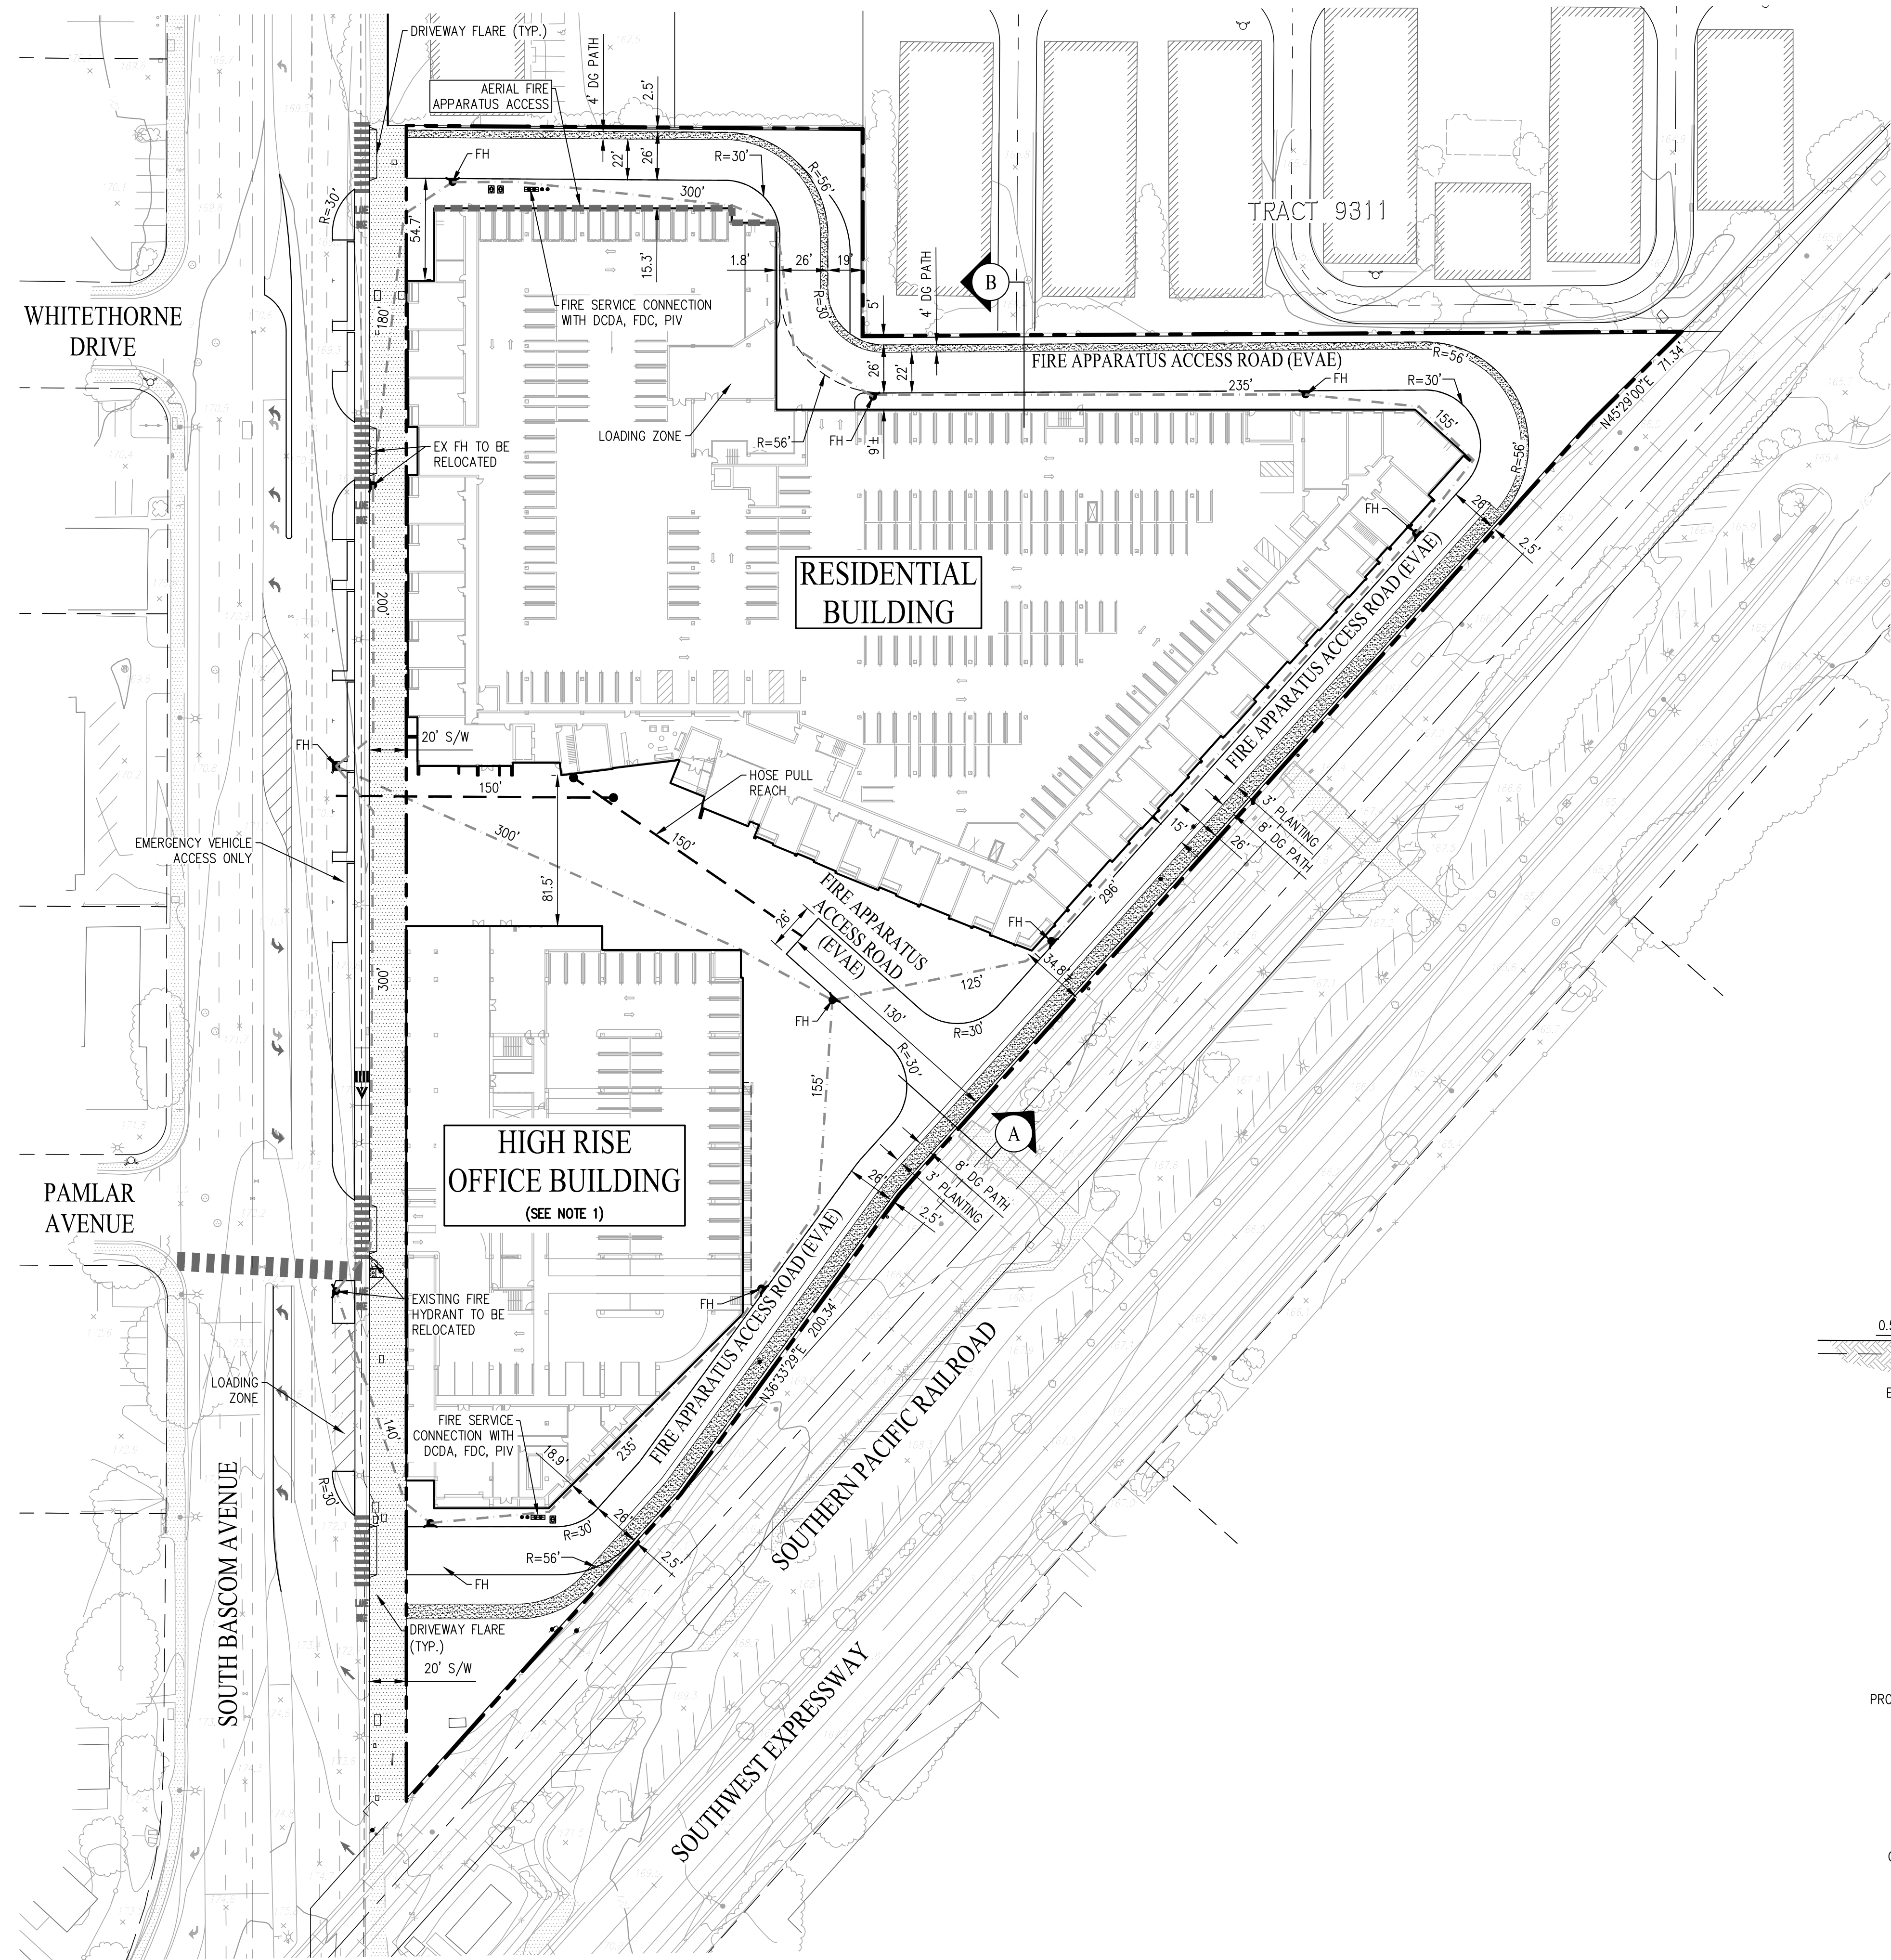 DRIVEWAY FLARE (TYP.)
AERIAL FIRE
APPARATUS ACCESS
4' DG PATH
2.5'
FH
22'
26'
R=30'
R=56'
R=30'
54.7'
300'
15.3'
1.8'
26'
19'
R=30'
5'
4' DG PATH
B
TRACT 9311
FIRE SERVICE CONNECTION
WITH DCDA, FDC, PIV
180'
WHITETHORNE
DRIVE
FIRE APPARATUS ACCESS ROAD (EVAE)
26'
22'
235'
FH
R=56'
R=30'
N45°29'00"E 71.34'
155'
LOADING ZONE
R=56'
FH
9'±
EX FH TO BE
RELOCATED
LANE
BIKE
R=56'
26'
FH
2.5'
RESIDENTIAL
BUILDING
200'
FIRE APPARATUS ACCESS ROAD (EVAE)
FH
20' S/W
150'
HOSE PULL
REACH
3' PLANTING
8' DG PATH
15'
26'
EMERGENCY VEHICLE
ACCESS ONLY
300'
150'
81.5'
FIRE APPARATUS
ACCESS ROAD
(EVAE)
26'
296'
FH
34.8'
125'
300'
FH
130'
R=30'
R=30'
155'
A
HIGH RISE
OFFICE BUILDING
(SEE NOTE 1)
PAMLAR
AVENUE
26'
8' DG PATH
3' PLANTING
2.5'
FIRE APPARATUS ACCESS ROAD (EVAE)
N36°33'29"E 200.34'
EXISTING FIRE
HYDRANT TO BE
RELOCATED
FH
LOADING
ZONE
140'
FIRE SERVICE
CONNECTION WITH
DCDA, FDC, PIV
18.9'
235'
26'
R=30'
R=30'
R=56'
2.5'
FH
DRIVEWAY FLARE
(TYP.)
20' S/W
SOUTH BASCOM AVENUE
SOUTHERN PACIFIC RAILROAD
SOUTHWEST EXPRESSWAY